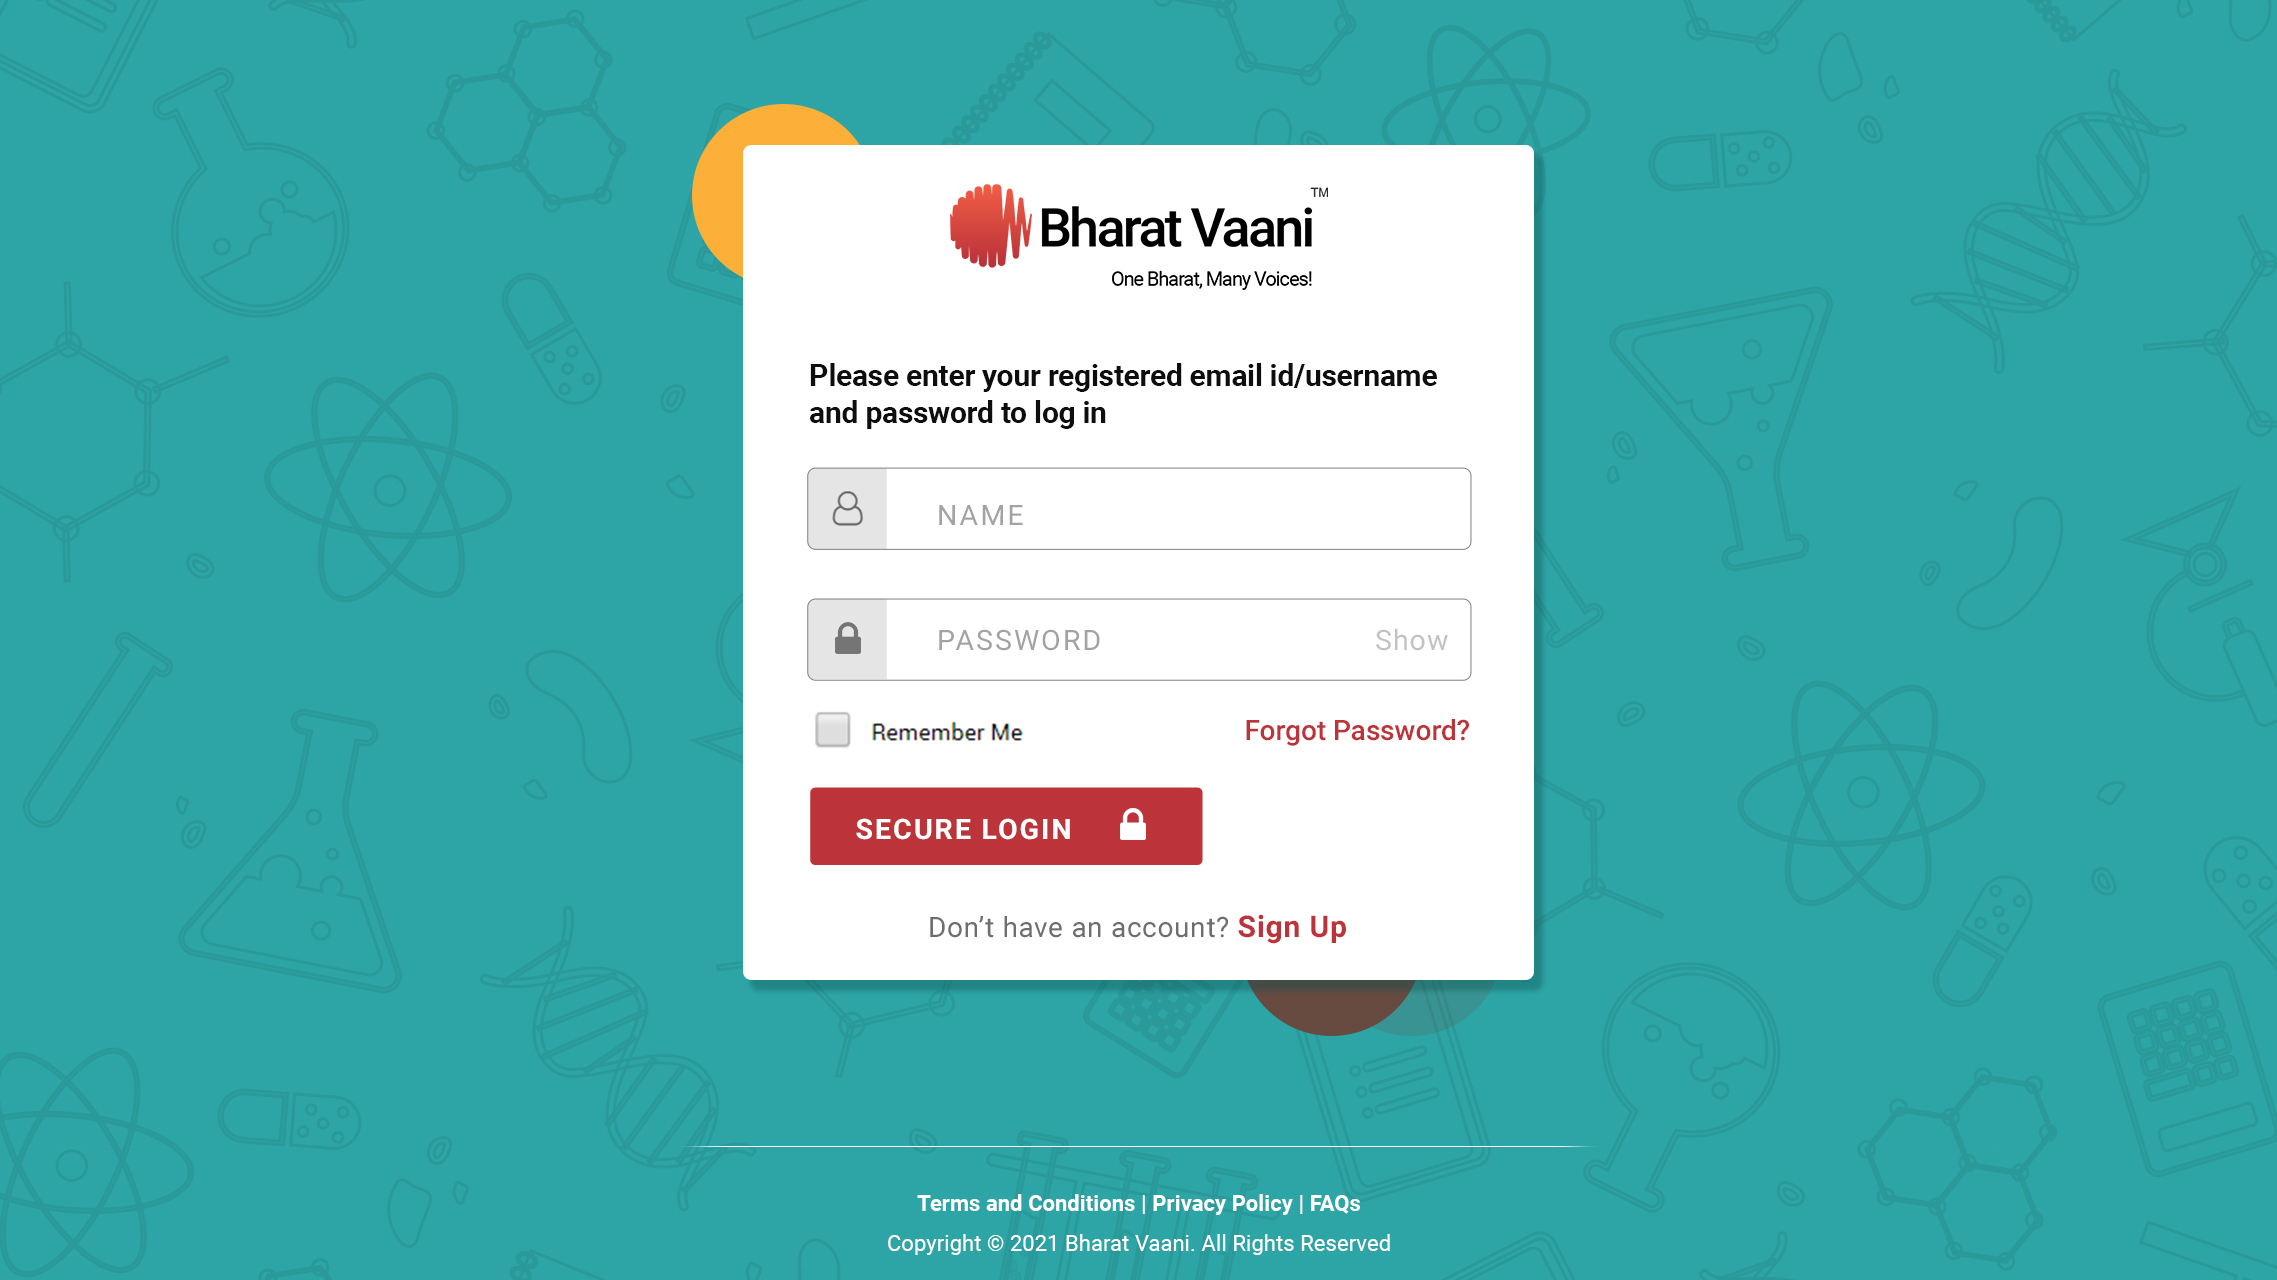 Bharat Vaani TM
One Bharat, Many Voices!
Please enter your registered email id/username
and password to log in
NAME
PASSWORD Show
Remember Me Forgot Password?
SECURE LOGIN
Don’t have an account? Sign Up
Terms and Conditions | Privacy Policy | FAQs
Copyright © 2021 Bharat Vaani. All Rights Reserved